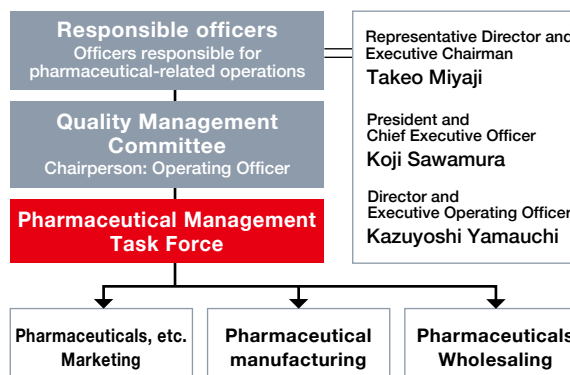 Responsible officers
Officers responsible for
pharmaceutical-related operations
Representative Director and
Executive Chairman
Takeo Miyaji
President and
Chief Executive Officer
Koji Sawamura
Director and
Executive Operating Officer
Kazuyoshi Yamauchi
Quality Management
Committee
Chairperson: Operating Officer
Pharmaceutical Management
Task Force
Pharmaceuticals, etc.
Marketing
Pharmaceutical
manufacturing
Pharmaceuticals
Wholesaling